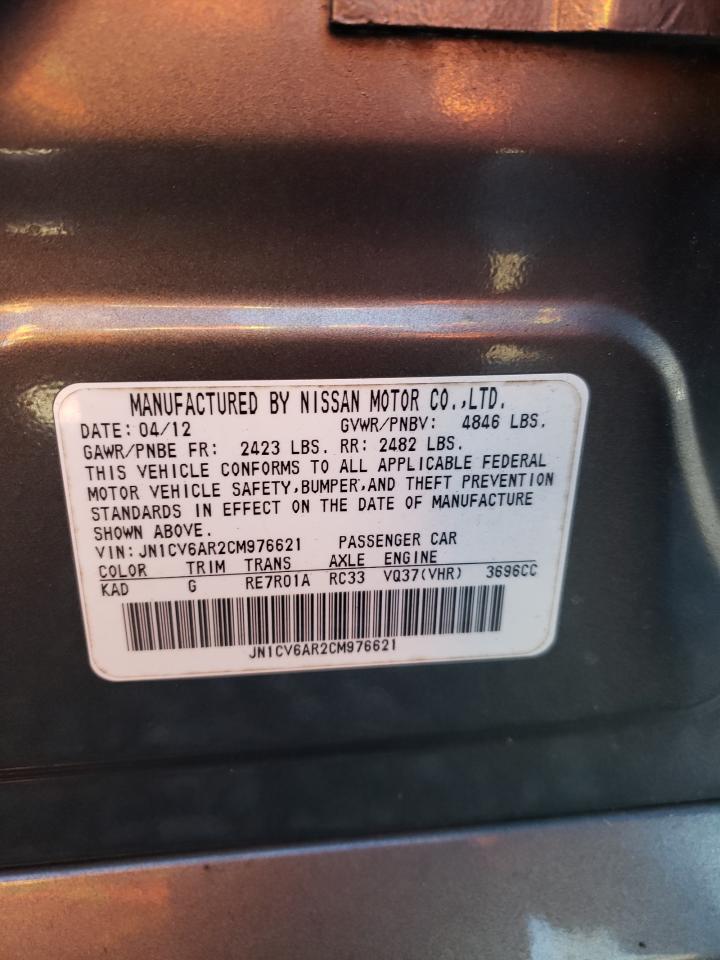 MANUFACTURED BY NISSAN MOTOR CO.,LTD.
DATE: 04/12 GVWR/PNBV: 4846 LBS.
GAWR/PNBE FR: 2423 LBS. RR: 2482 LBS.
THIS VEHICLE CONFORMS TO ALL APPLICABLE FEDERAL
MOTOR VEHICLE SAFETY,BUMPER,AND THEFT PREVENTION
STANDARDS IN EFFECT ON THE DATE OF MANUFACTURE
SHOWN ABOVE.
VIN: JN1CV6AR2CM976621 PASSENGER CAR
COLOR TRIM TRANS AXLE ENGINE
KAD G RE7R01A RC33 VQ37(VHR) 3696CC
JN1CV6AR2CM976621